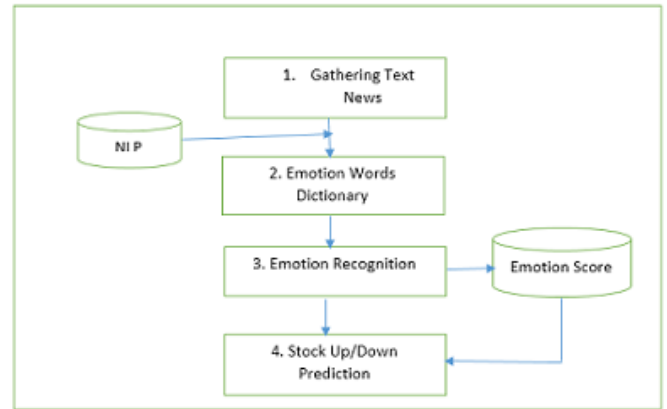 1. Gathering Text
News
NI P
2. Emotion Words
Dictionary
3. Emotion Recognition
Emotion Score
4. Stock Up/Down
Prediction